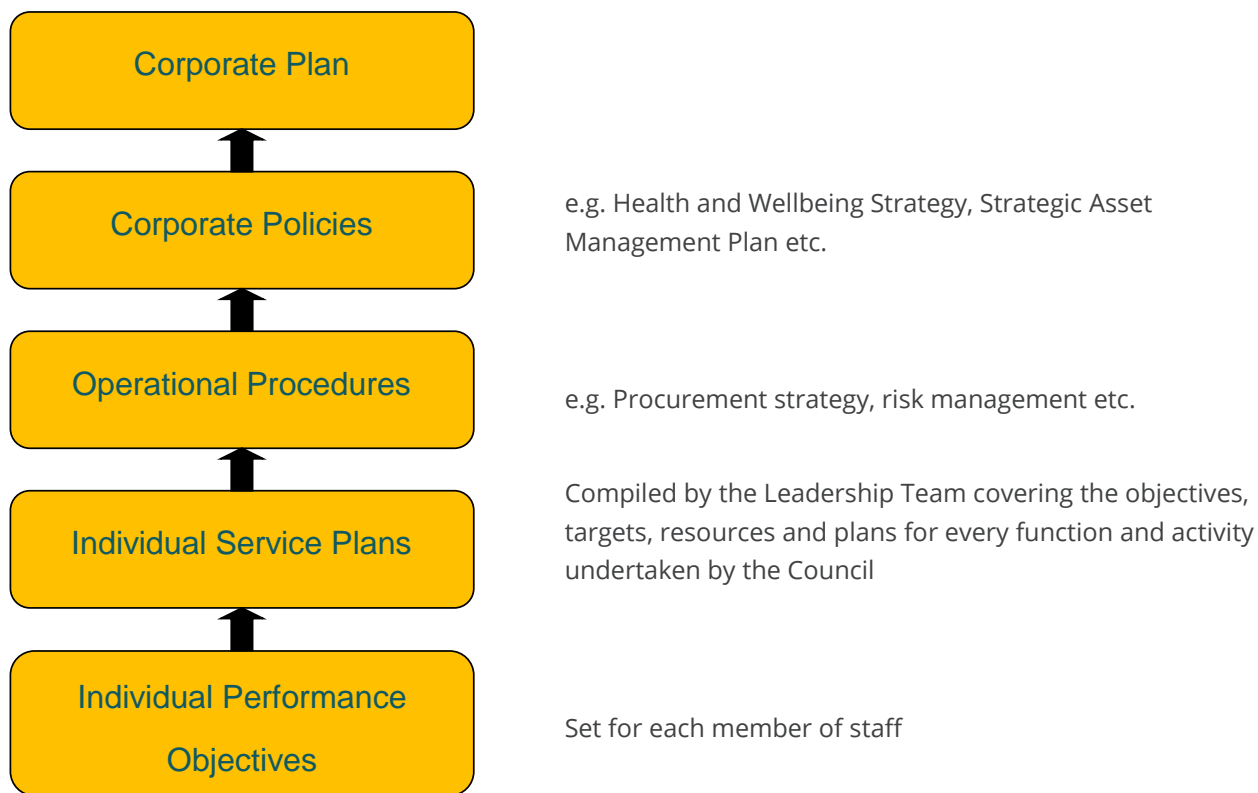 Corporate Plan
Corporate Policies
e.g. Health and Wellbeing Strategy, Strategic Asset
Management Plan etc.
Operational Procedures
e.g. Procurement strategy, risk management etc.
Individual Service Plans
Compiled by the Leadership Team covering the objectives,
targets, resources and plans for every function and activity
undertaken by the Council
Individual Performance
Objectives
Set for each member of staff